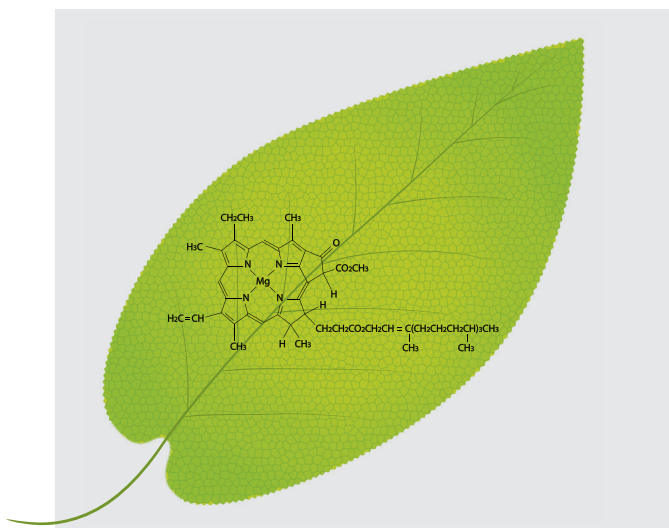 CH₂CH₃
CH₃
O
H₃C
N
N
CO₂CH₃
Mg
H
N
N
H
H₂C=CH
CH₂CH₂CO₂CH₂CH = C(CH₂CH₂CH₂CH)₃CH₃
CH₃
H
CH₃
CH₃
CH₃